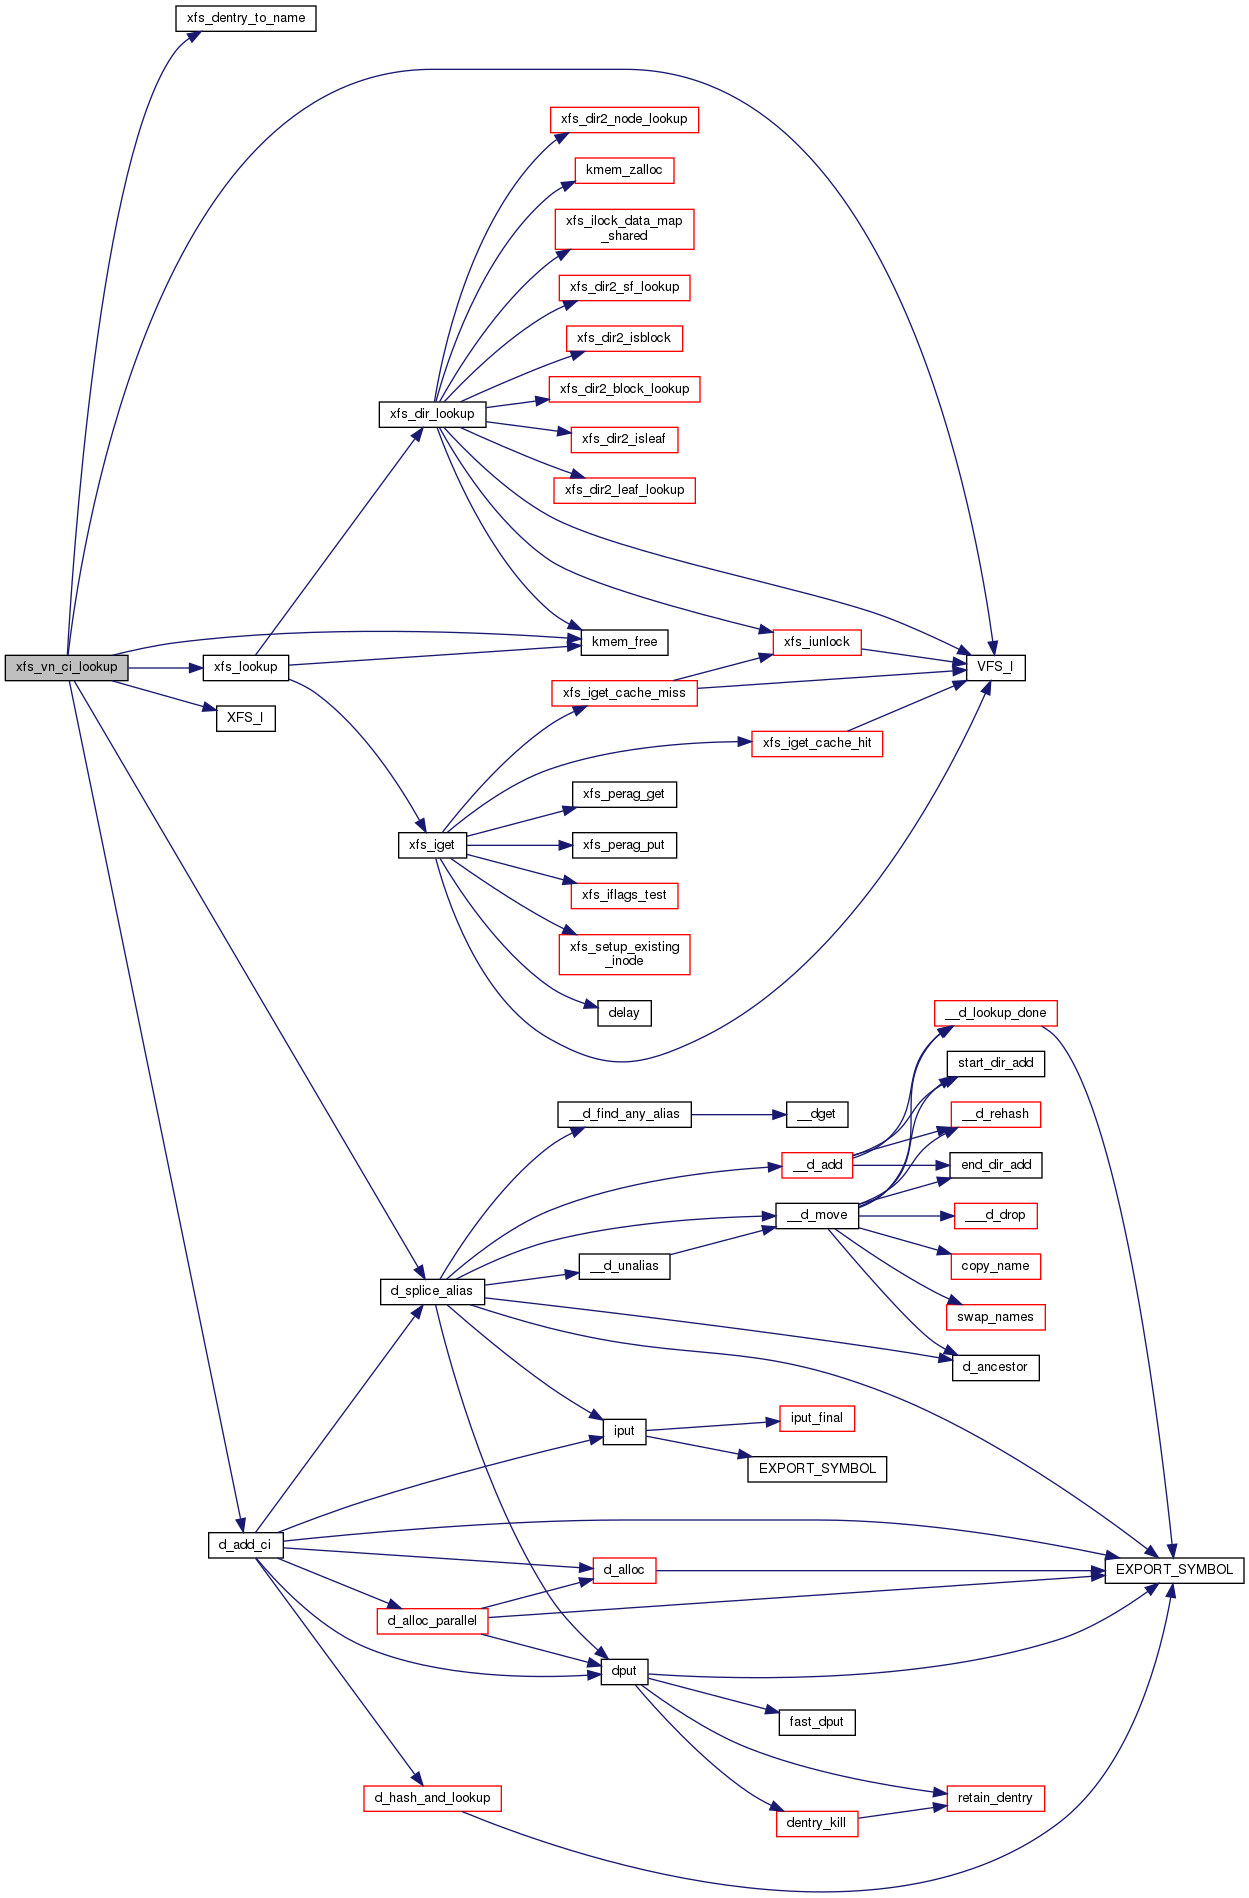 xfs_dentry_to_name
xfs_dir2_node_lookup
kmem_zalloc
xfs_ilock_data_map
_shared
xfs_dir2_sf_lookup
xfs_dir2_isblock
xfs_dir2_block_lookup
xfs_dir_lookup
xfs_dir2_isleaf
xfs_dir2_leaf_lookup
kmem_free
xfs_iunlock
xfs_vn_ci_lookup
xfs_lookup
VFS_I
xfs_iget_cache_miss
XFS_I
xfs_iget_cache_hit
xfs_perag_get
xfs_iget
xfs_perag_put
xfs_iflags_test
xfs_setup_existing
_inode
delay
__d_lookup_done
start_dir_add
__d_find_any_alias
__dget
__d_rehash
__d_add
end_dir_add
__d_move
___d_drop
__d_unalias
copy_name
d_splice_alias
swap_names
d_ancestor
iput_final
iput
EXPORT_SYMBOL
d_add_ci
d_alloc
EXPORT_SYMBOL
d_alloc_parallel
dput
fast_dput
d_hash_and_lookup
retain_dentry
dentry_kill